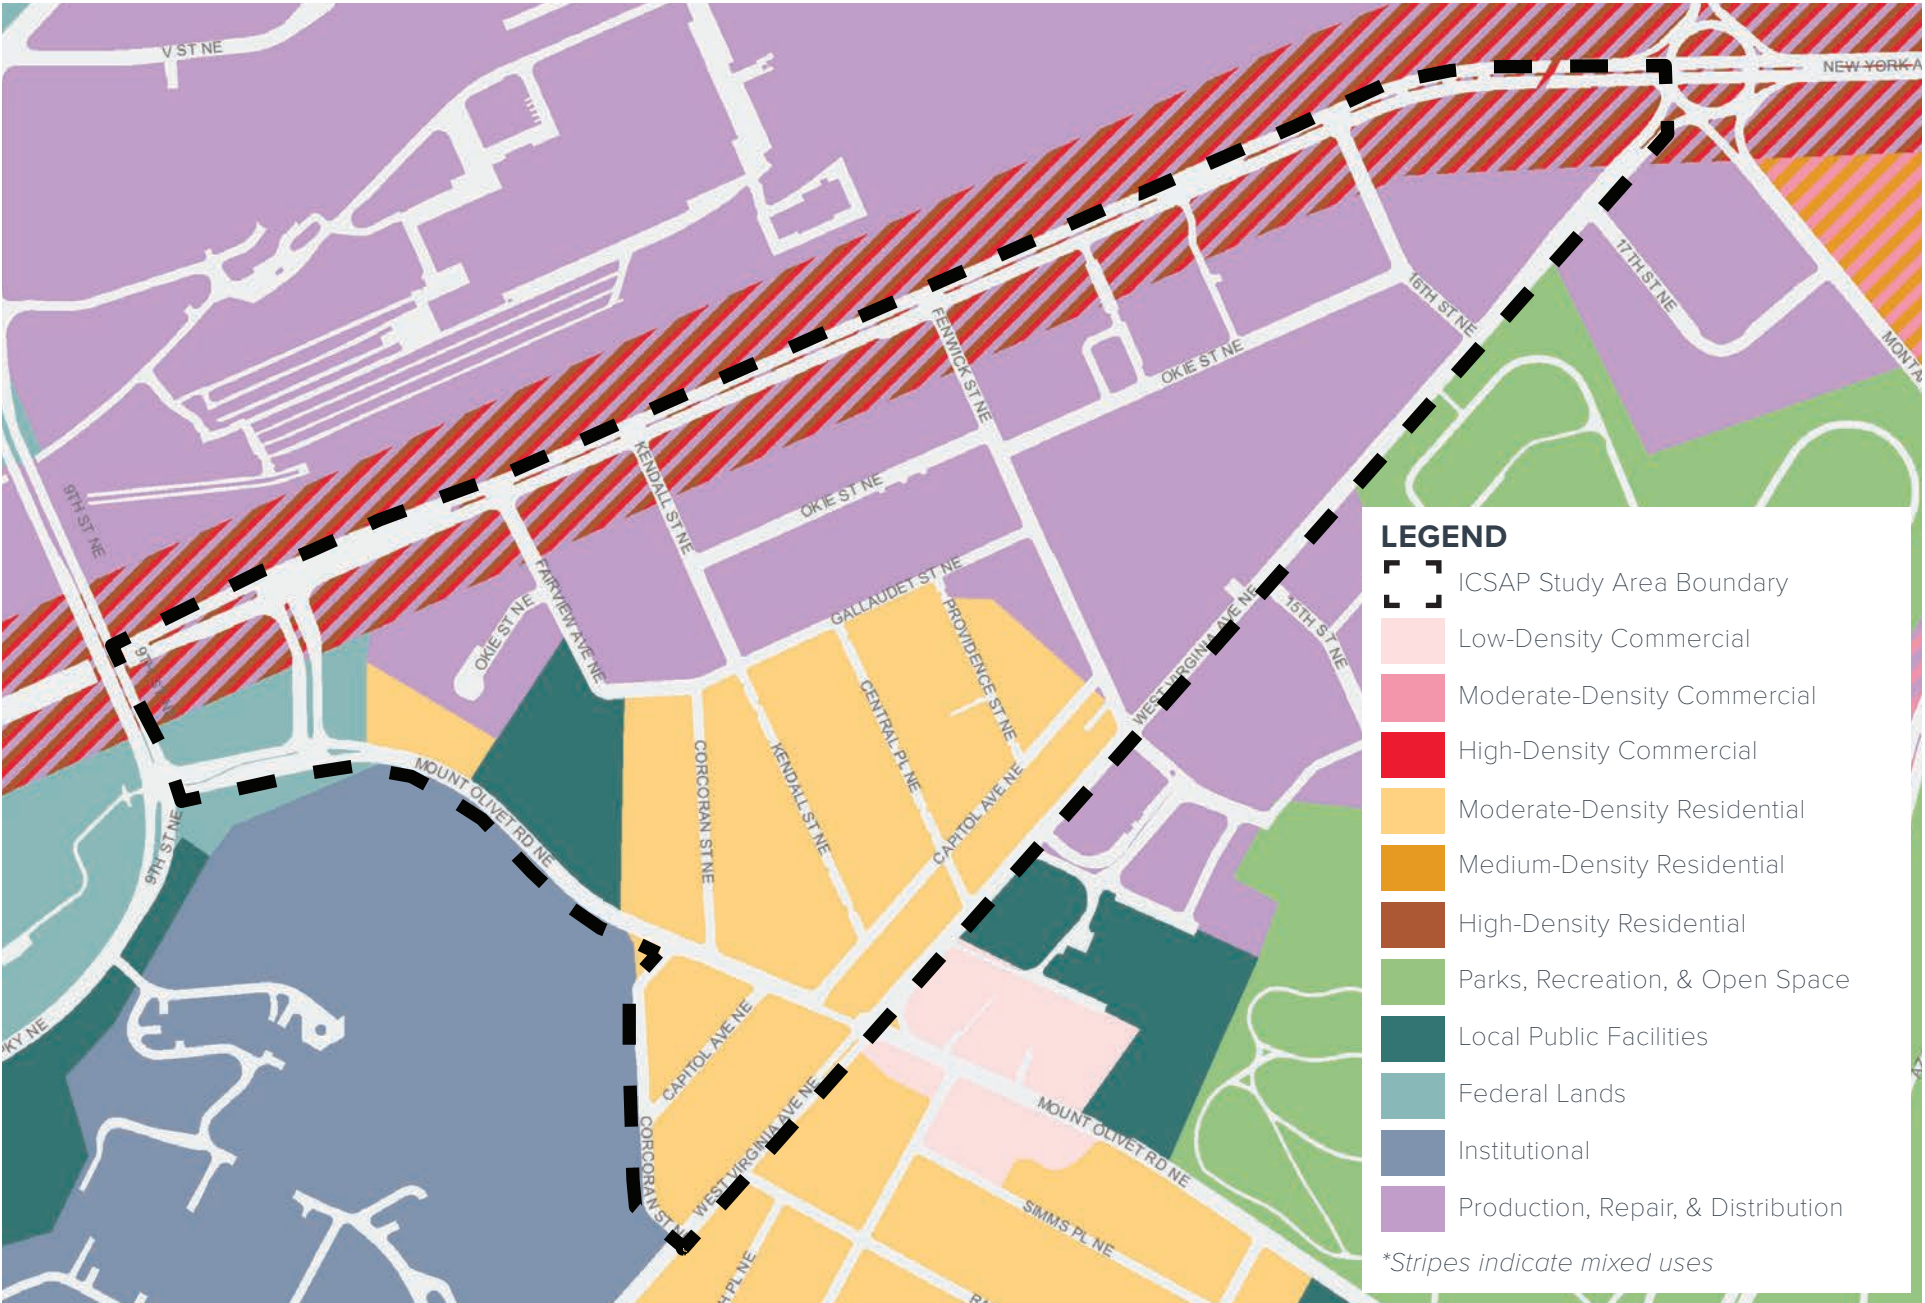 V ST NE
NEW YORK A
17TH ST NE
16TH ST NE
MONTA
FENWICK ST NE
OKIE ST NE
KENDALL ST NE
OKIE ST NE
9TH ST NE
FAIRVIEW AVE NE
OKIE ST NE
GALLAUDET ST NE
PROVIDENCE ST NE
WEST VIRGINIA AVE NE
15TH ST NE
CENTRAL PL NE
CORCORAN ST NE
KENDALL ST NE
CAPITOL AVE NE
MOUNT OLIVET RD NE
9TH ST NE
PKY NE
CAPITOL AVE NE
CORCORAN ST NE
WEST VIRGINIA AVE NE
MOUNT OLIVET RD NE
SIMMS PL NE
H PL NE
LEGEND
ICSAP Study Area Boundary
Low-Density Commercial
Moderate-Density Commercial
High-Density Commercial
Moderate-Density Residential
Medium-Density Residential
High-Density Residential
Parks, Recreation, & Open Space
Local Public Facilities
Federal Lands
Institutional
Production, Repair, & Distribution
*Stripes indicate mixed uses